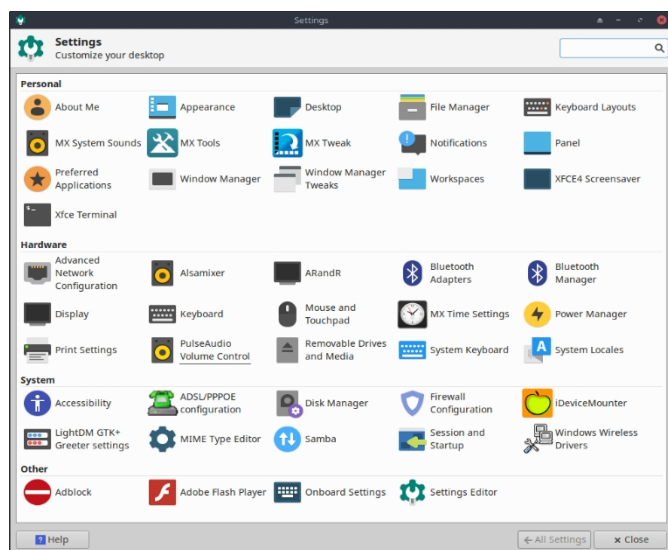 Settings
Settings
Customize your desktop
Personal
About Me
Appearance
Desktop
File Manager
Keyboard Layouts
MX System Sounds
MX Tools
MX Tweak
Notifications
Panel
Preferred
Applications
Window Manager
Window Manager
Tweaks
Workspaces
XFCE4 Screensaver
Xfce Terminal
Hardware
Advanced
Network
Configuration
Alsamixer
ARandR
Bluetooth
Adapters
Bluetooth
Manager
Display
Keyboard
Mouse and
Touchpad
MX Time Settings
Power Manager
Print Settings
PulseAudio
Volume Control
Removable Drives
and Media
System Keyboard
A
System Locales
System
Accessibility
ADSL/PPPOE
configuration
Disk Manager
Firewall
Configuration
iDeviceMounter
LightDM GTK+
Greeter settings
MIME Type Editor
Samba
Session and
Startup
Windows Wireless
Drivers
Other
Adblock
Adobe Flash Player
Onboard Settings
Settings Editor
? Help
← All Settings
× Close